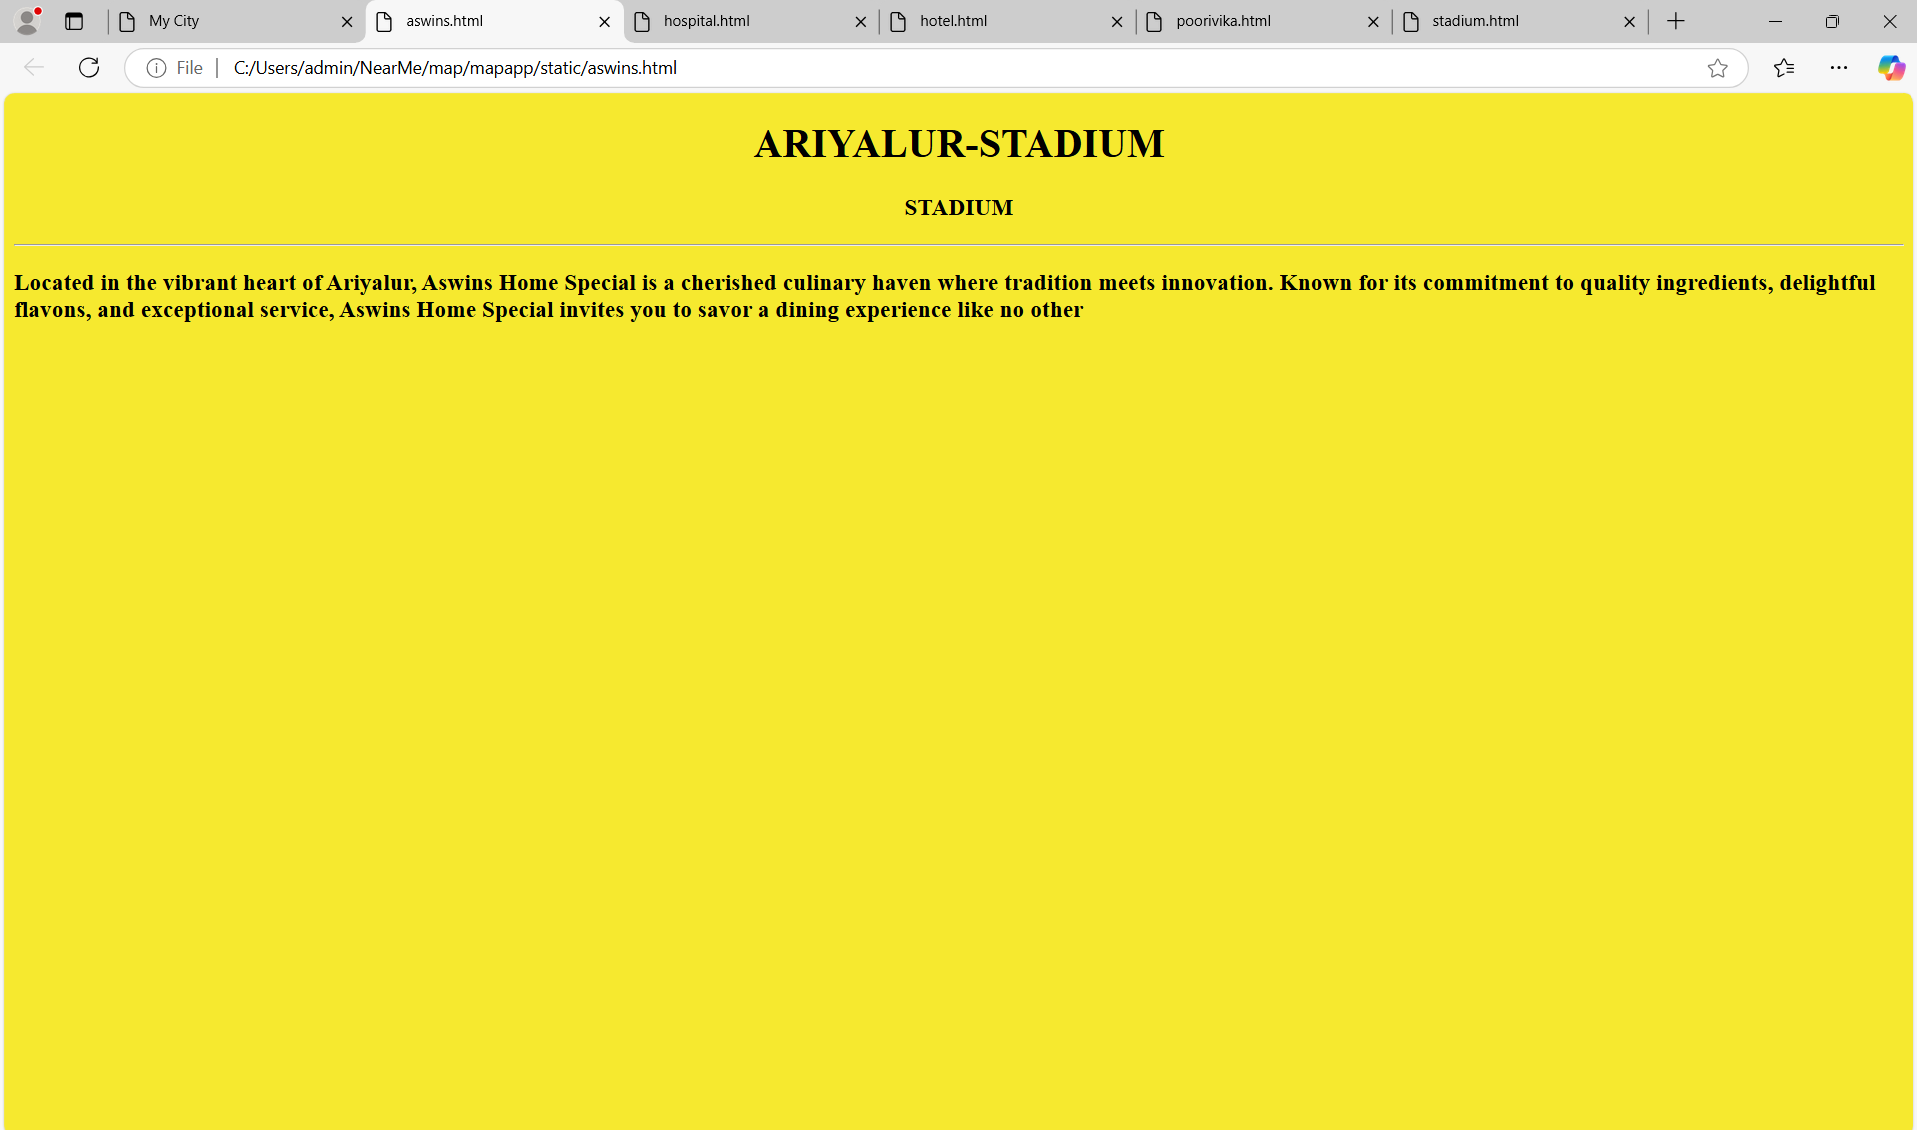 My City
aswins.html
hospital.html
hotel.html
poorivika.html
stadium.html
File
C:/Users/admin/NearMe/map/mapapp/static/aswins.html
ARIYALUR-STADIUM
STADIUM
Located in the vibrant heart of Ariyalur, Aswins Home Special is a cherished culinary haven where tradition meets innovation. Known for its commitment to quality ingredients, delightful
flavons, and exceptional service, Aswins Home Special invites you to savor a dining experience like no other